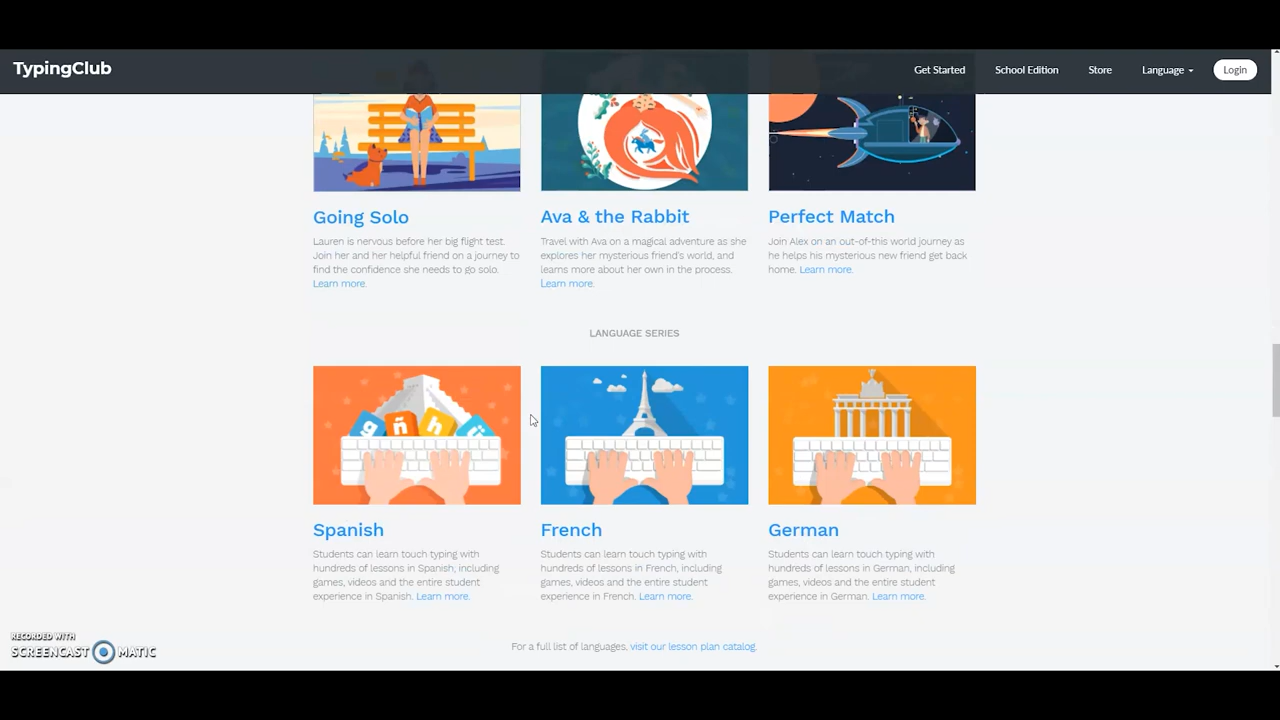 TypingClub
Get Started
School Edition
Store
Language
Login
Going Solo
Lauren is nervous before her big flight test.
Join her and her helpful friend on a journey to
find the confidence she needs to go solo.
Learn more.
Ava & the Rabbit
Travel with Ava on a magical adventure as she
explores her mysterious friend's world, and
learns more about her own in the process.
Learn more.
Perfect Match
Join Alex on an out-of-this world journey as
he helps his mysterious new friend get back
home. Learn more.
LANGUAGE SERIES
g ñ h
Spanish
Students can learn touch typing with
hundreds of lessons in Spanish, including
games, videos and the entire student
experience in Spanish. Learn more.
French
Students can learn touch typing with
hundreds of lessons in French, including
games, videos and the entire student
experience in French. Learn more.
German
Students can learn touch typing with
hundreds of lessons in German, including
games, videos and the entire student
experience in German. Learn more.
For a full list of languages, visit our lesson plan catalog.
RECORDED WITH
SCREENCAST MATIC